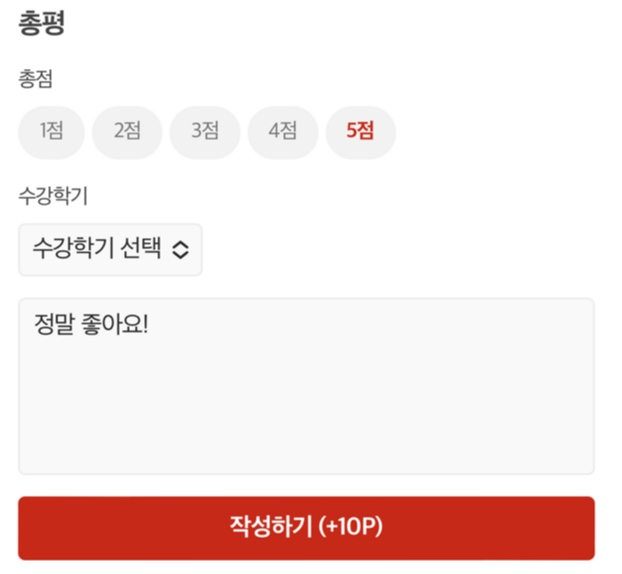 총평
총점
1점 2점 3점 4점 5점
수강학기
수강학기 선택
정말 좋아요!
작성하기 (+10P)